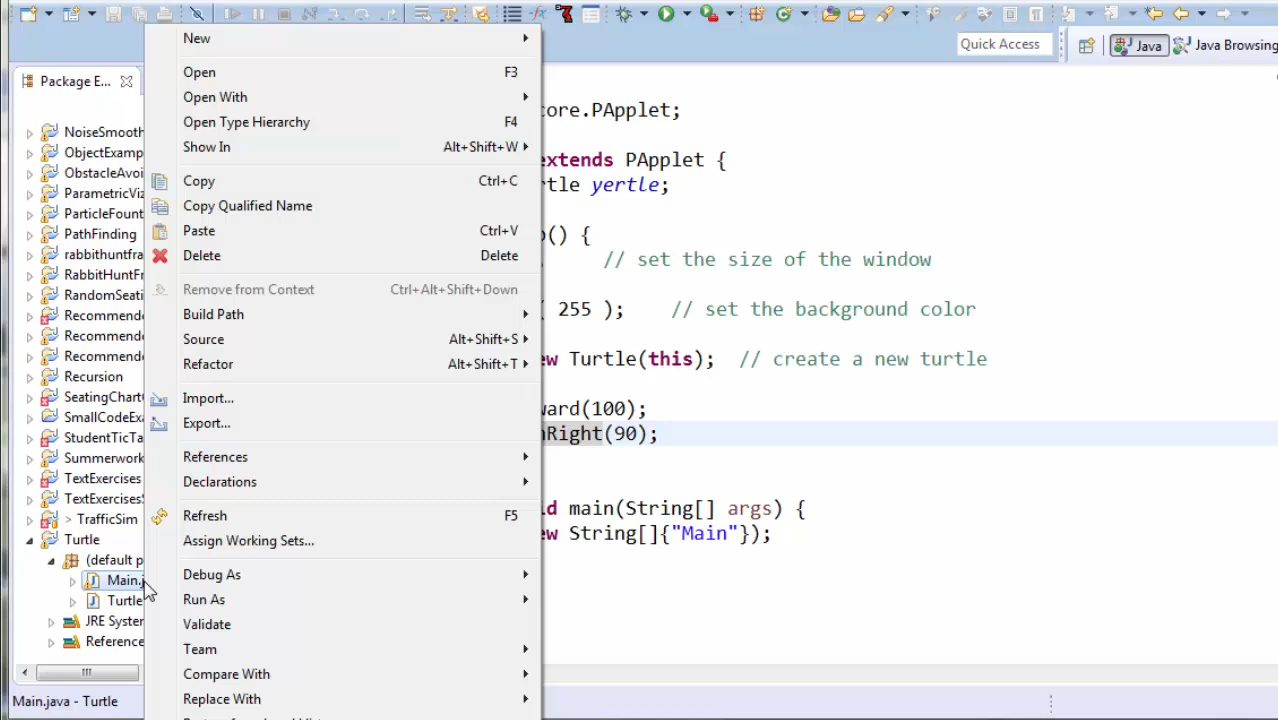 Quick Access
Java
Java Browsing
Package E...
NoiseSmooth
ObjectExamp
ObstacleAvoi
ParametricViz
ParticleFount
PathFinding
rabbithuntfra
RabbitHuntFr
RandomSeati
Recommende
Recommende
Recommende
Recursion
SeatingChart
SmallCodeExa
StudentTicTa
Summerwork
TextExercises
TextExercisesS
> TrafficSim
Turtle
(default p
Main.j
Turtle
JRE System
Reference
Main.java - Turtle
New
Open F3
Open With
Open Type Hierarchy F4
Show In Alt+Shift+W
Copy Ctrl+C
Copy Qualified Name
Paste Ctrl+V
Delete Delete
Remove from Context Ctrl+Alt+Shift+Down
Build Path
Source Alt+Shift+S
Refactor Alt+Shift+T
Import...
Export...
References
Declarations
Refresh F5
Assign Working Sets...
Debug As
Run As
Validate
Team
Compare With
Replace With
ore.PApplet;
extends PApplet {
rtle yertle;
() {
// set the size of the window
( 255 ); // set the background color
ew Turtle(this); // create a new turtle
ward(100);
nRight(90);
ld main(String[] args) {
ew String[]{"Main"});